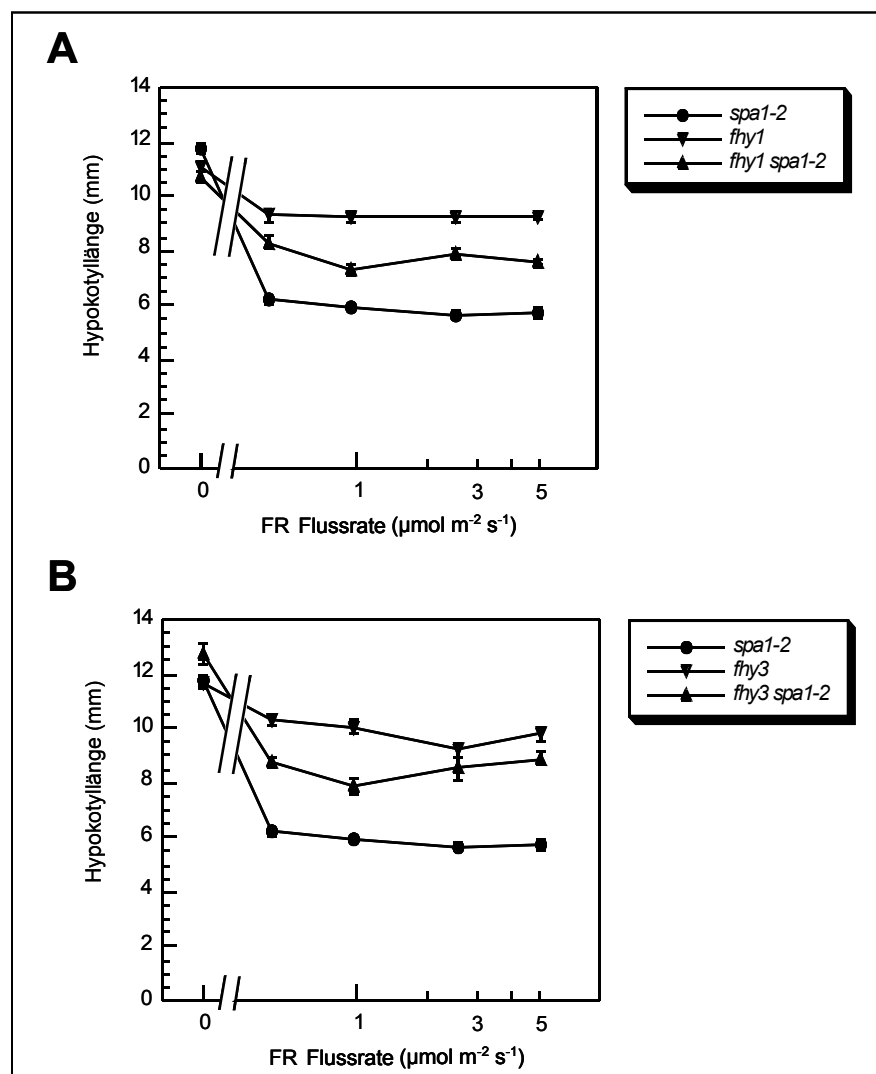 A
14
12
10
8
6
4
2
0
Hypokotyllänge (mm)
0 1 3 5
FR Flussrate (µmol m⁻² s⁻¹)
spa1-2
fhy1
fhy1 spa1-2
B
14
12
10
8
6
4
2
0
Hypokotyllänge (mm)
0 1 3 5
FR Flussrate (µmol m⁻² s⁻¹)
spa1-2
fhy3
fhy3 spa1-2